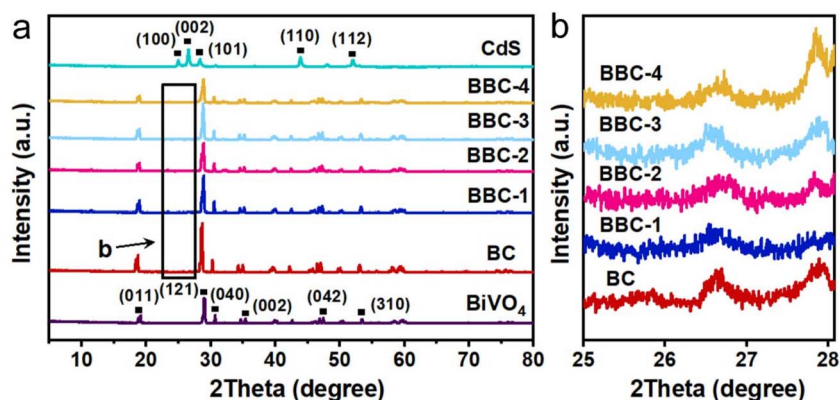 a
(002)
(100)
(101)
(110)
(112)
CdS
BBC-4
BBC-3
BBC-2
BBC-1
b
BC
(011)
(121)
(040)
(002)
(042)
(310)
BiVO4
10 20 30 40 50 60 70 80
2Theta (degree)
Intensity (a.u.)
b
BBC-4
BBC-3
BBC-2
BBC-1
BC
25 26 27 28
2Theta (degree)
Intensity (a.u.)